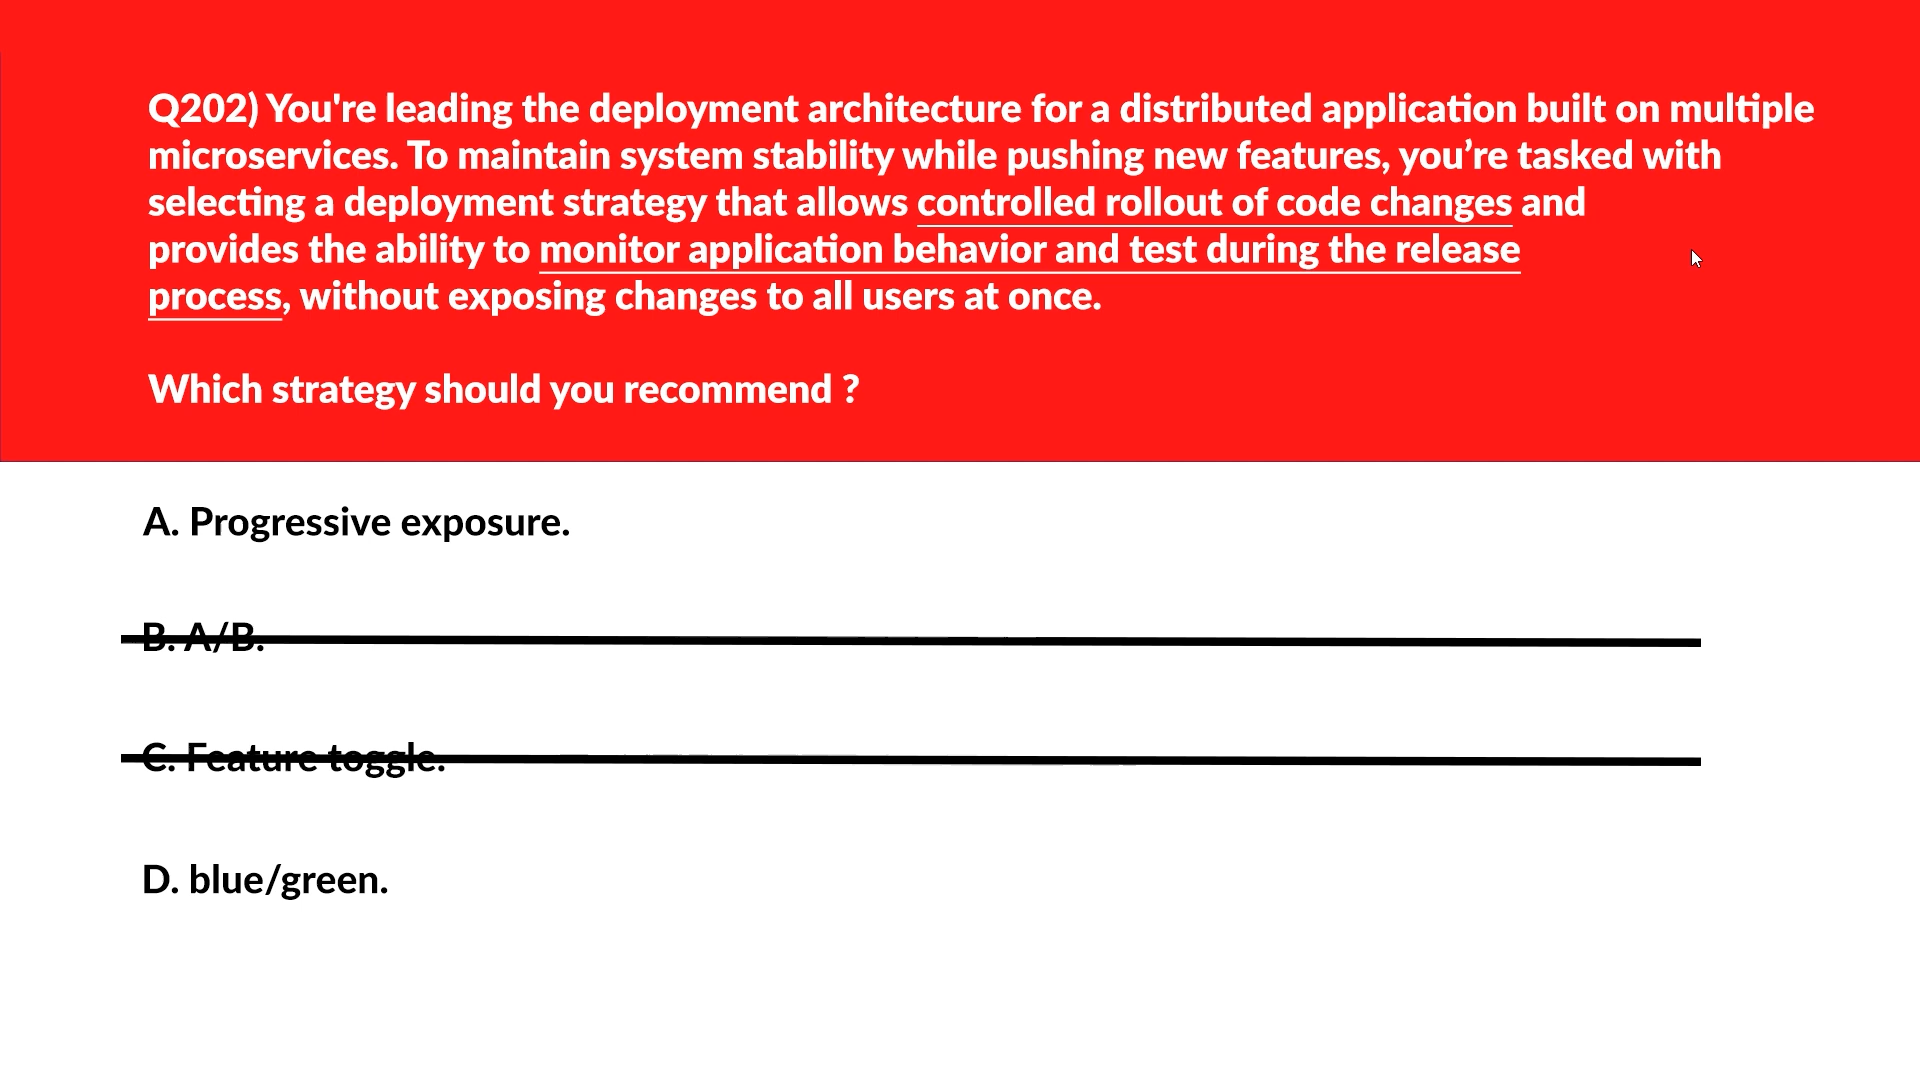 Q202) You're leading the deployment architecture for a distributed application built on multiple
microservices. To maintain system stability while pushing new features, you’re tasked with
selecting a deployment strategy that allows controlled rollout of code changes and
provides the ability to monitor application behavior and test during the release
process, without exposing changes to all users at once.
Which strategy should you recommend ?
A. Progressive exposure.
B. A/B.
C. Feature toggle.
D. blue/green.